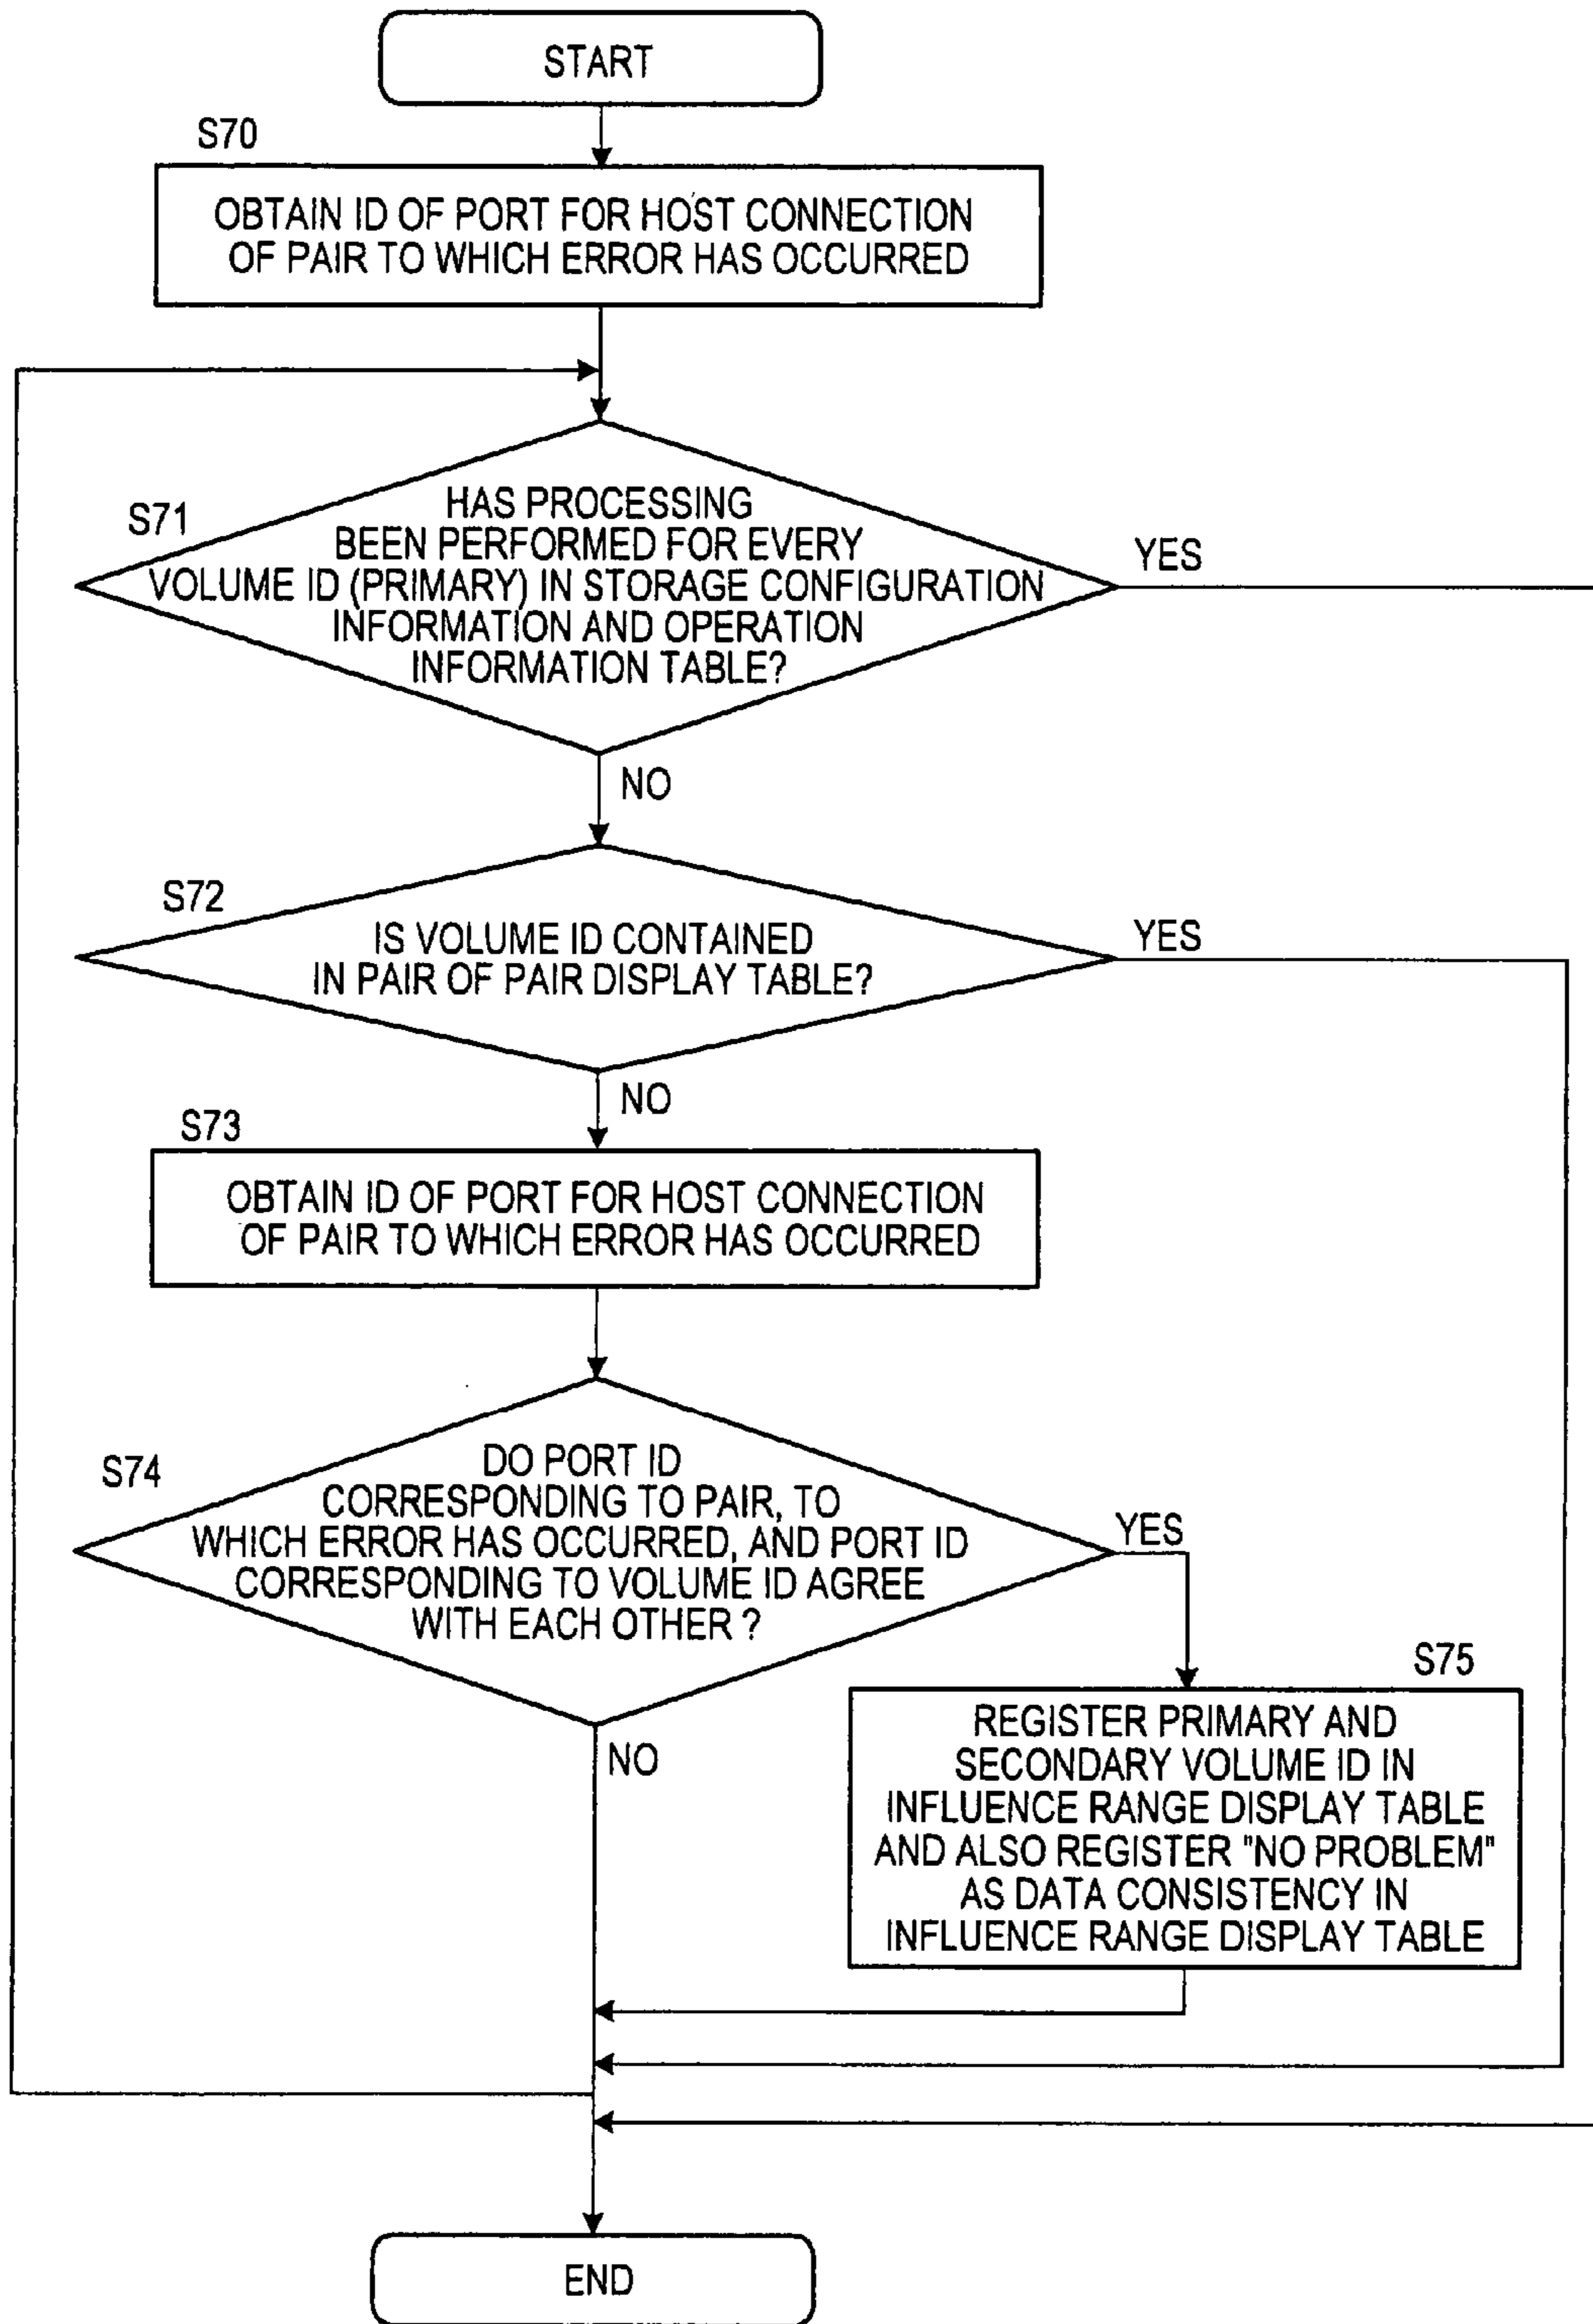 START
S70
OBTAIN ID OF PORT FOR HOST CONNECTION
OF PAIR TO WHICH ERROR HAS OCCURRED
S71
HAS PROCESSING
BEEN PERFORMED FOR EVERY
VOLUME ID (PRIMARY) IN STORAGE CONFIGURATION
INFORMATION AND OPERATION
INFORMATION TABLE?
YES
NO
S72
IS VOLUME ID CONTAINED
IN PAIR OF PAIR DISPLAY TABLE?
YES
NO
S73
OBTAIN ID OF PORT FOR HOST CONNECTION
OF PAIR TO WHICH ERROR HAS OCCURRED
S74
DO PORT ID
CORRESPONDING TO PAIR, TO
WHICH ERROR HAS OCCURRED, AND PORT ID
CORRESPONDING TO VOLUME ID AGREE
WITH EACH OTHER ?
YES
NO
S75
REGISTER PRIMARY AND
SECONDARY VOLUME ID IN
INFLUENCE RANGE DISPLAY TABLE
AND ALSO REGISTER "NO PROBLEM"
AS DATA CONSISTENCY IN
INFLUENCE RANGE DISPLAY TABLE
END